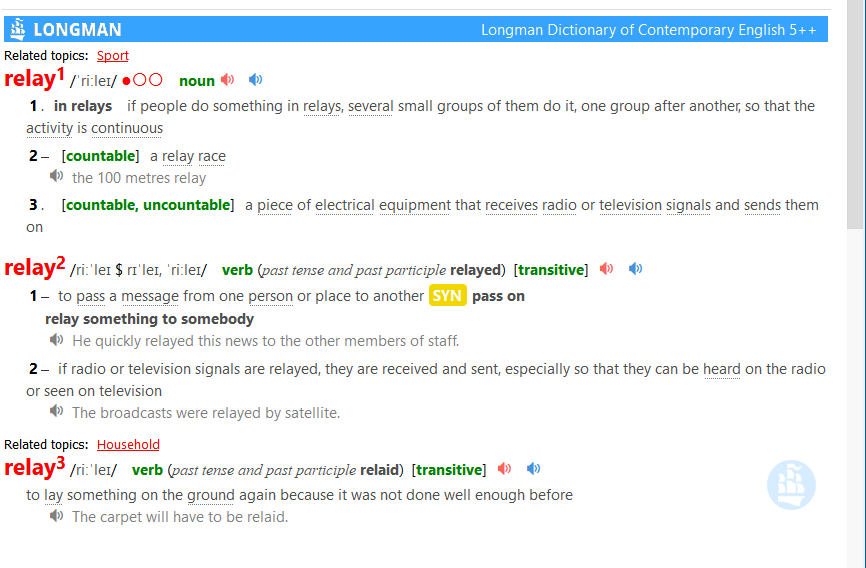 LONGMAN Longman Dictionary of Contemporary English 5++
Related topics: Sport
relay1 /ˈriːleɪ/ ●○○ noun
1 . in relays if people do something in relays, several small groups of them do it, one group after another, so that the
activity is continuous
2 – [countable] a relay race
the 100 metres relay
3 . [countable, uncountable] a piece of electrical equipment that receives radio or television signals and sends them
on
relay2 /riːˈleɪ $ rɪˈleɪ, ˈriːleɪ/ verb (past tense and past participle relayed) [transitive]
1 – to pass a message from one person or place to another SYN pass on
relay something to somebody
He quickly relayed this news to the other members of staff.
2 – if radio or television signals are relayed, they are received and sent, especially so that they can be heard on the radio
or seen on television
The broadcasts were relayed by satellite.
Related topics: Household
relay3 /riːˈleɪ/ verb (past tense and past participle relaid) [transitive]
to lay something on the ground again because it was not done well enough before
The carpet will have to be relaid.